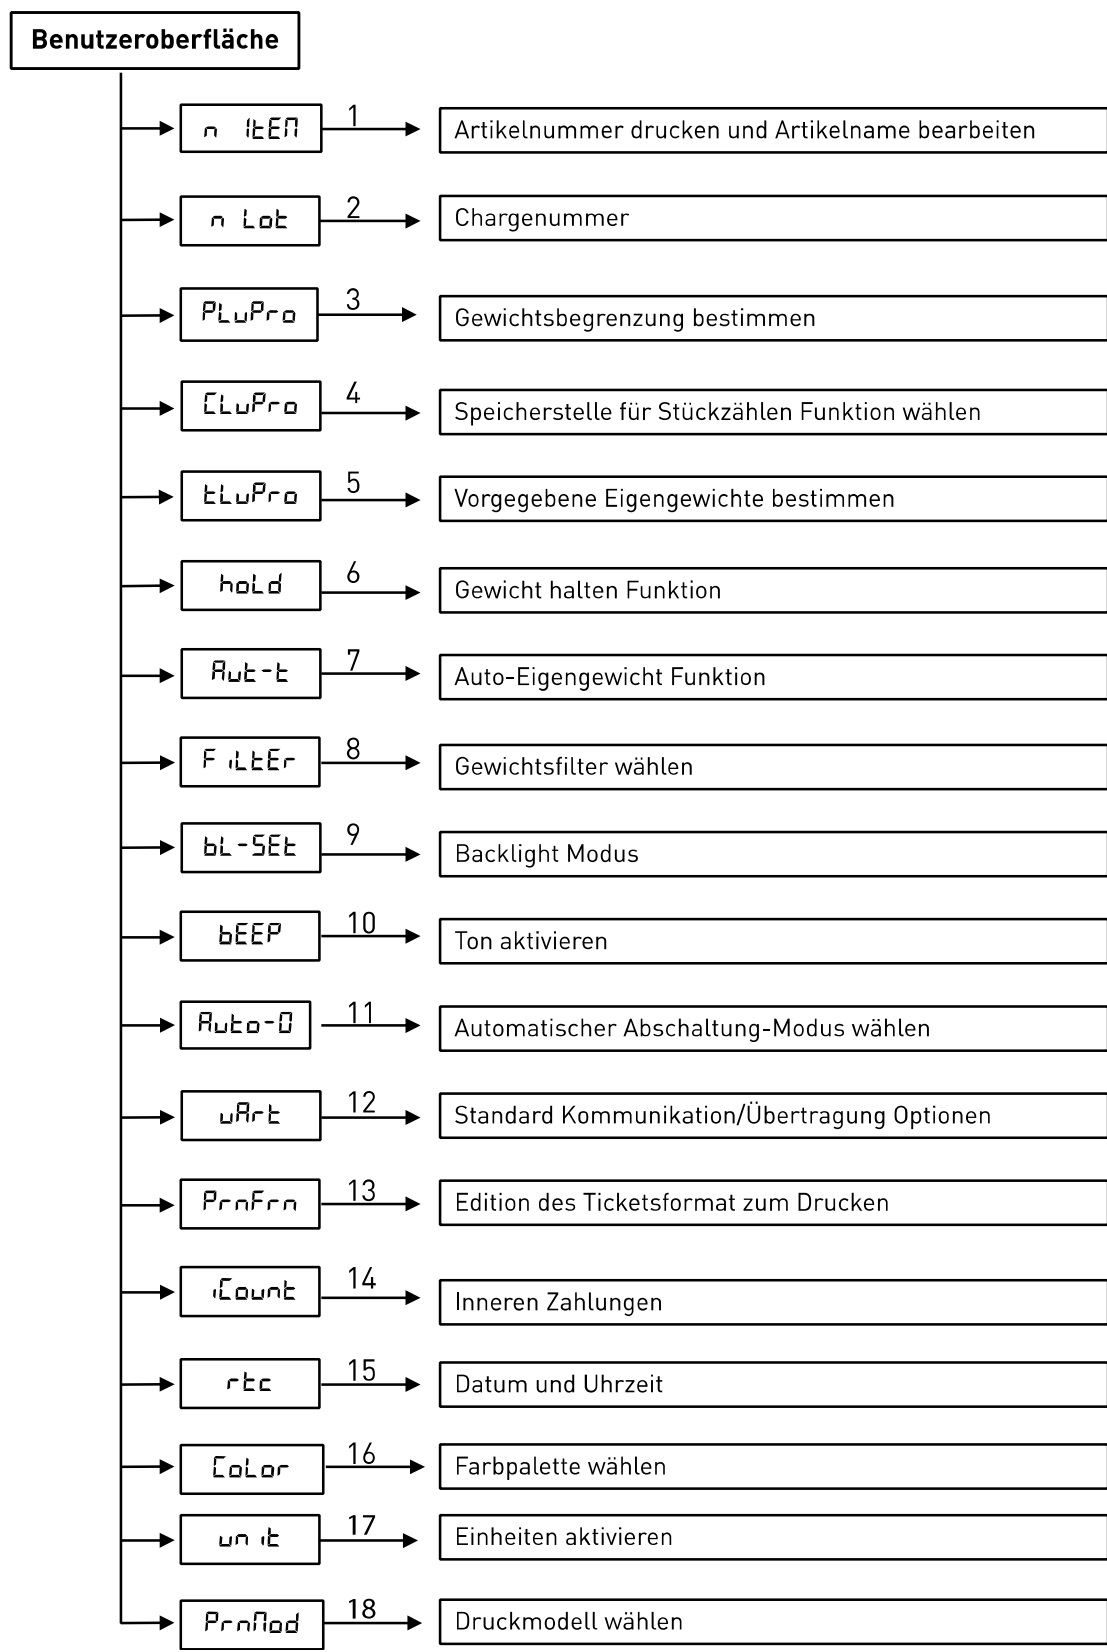 Benutzeroberfläche
n ItEM 1 Artikelnummer drucken und Artikelname bearbeiten
n Lot 2 Chargenummer
PLuPro 3 Gewichtsbegrenzung bestimmen
CLuPro 4 Speicherstelle für Stückzählen Funktion wählen
tLuPro 5 Vorgegebene Eigengewichte bestimmen
hoLd 6 Gewicht halten Funktion
Aut-t 7 Auto-Eigengewicht Funktion
FiLtEr 8 Gewichtsfilter wählen
bL-SEt 9 Backlight Modus
bEEP 10 Ton aktivieren
Auto-O 11 Automatischer Abschaltung-Modus wählen
uArt 12 Standard Kommunikation/Übertragung Optionen
PrnFrn 13 Edition des Ticketsformat zum Drucken
iCount 14 Inneren Zahlungen
rtc 15 Datum und Uhrzeit
CoLor 16 Farbpalette wählen
unit 17 Einheiten aktivieren
PrnMod 18 Druckmodell wählen